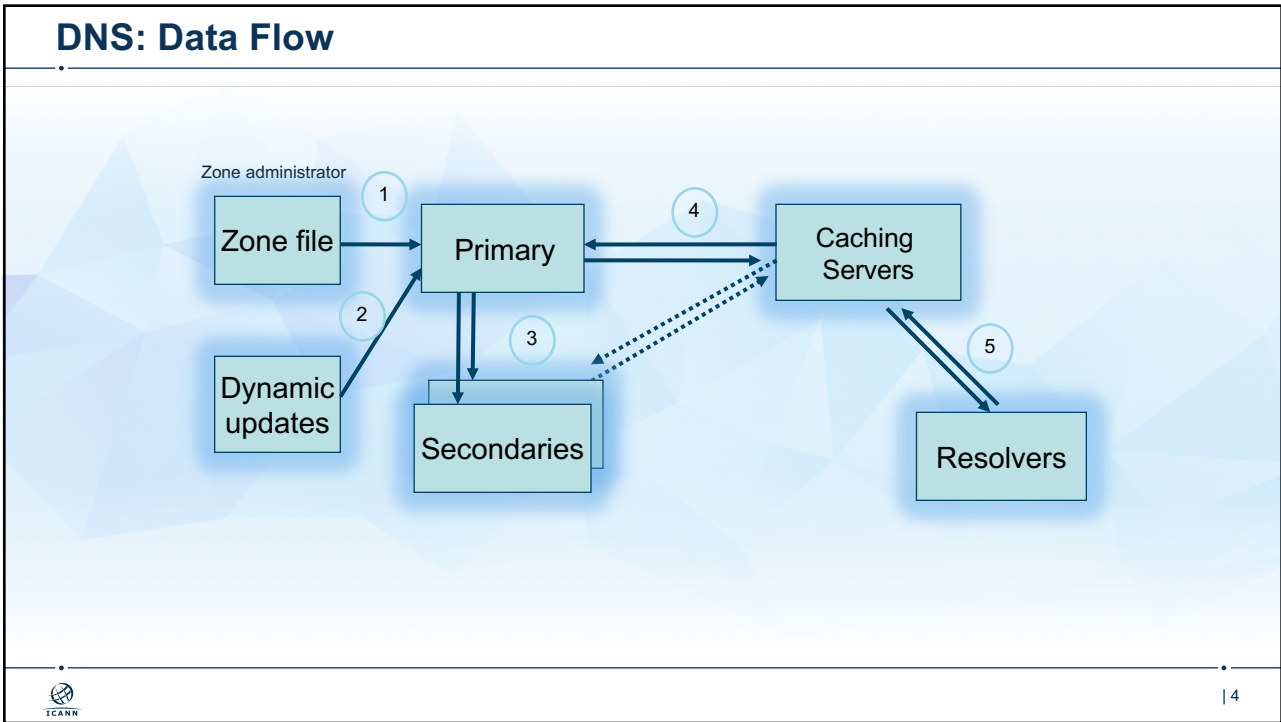 DNS: Data Flow
Zone administrator
Zone file
1
Primary
4
Caching
Servers
2
3
5
Dynamic
updates
Secondaries
Resolvers
ICANN
| 4